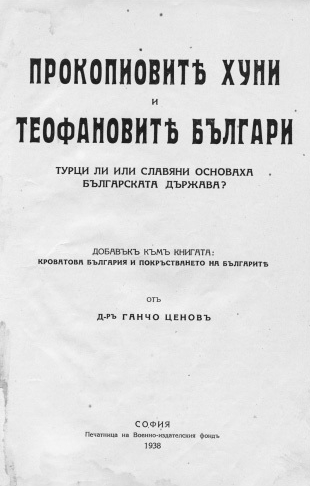 ПРОКОПИОВИТѢ ХУНИ
И
ТЕОФАНОВИТѢ БЪЛГАРИ
ТУРЦИ ЛИ ИЛИ СЛАВЯНИ ОСНОВАХА
БЪЛГАРСКАТА ДЪРЖАВА?
ДОБАВЪКЪ КЪМЪ КНИГАТА:
КРОВАТОВА БЪЛГАРИЯ И ПОКРЪСТВАНЕТО НА БЪЛГАРИТѢ
ОТЪ
Д-РЪ ГАНЧО ЦЕНОВЪ
СОФИЯ
Печатница на Военно-издателския фондъ
1938